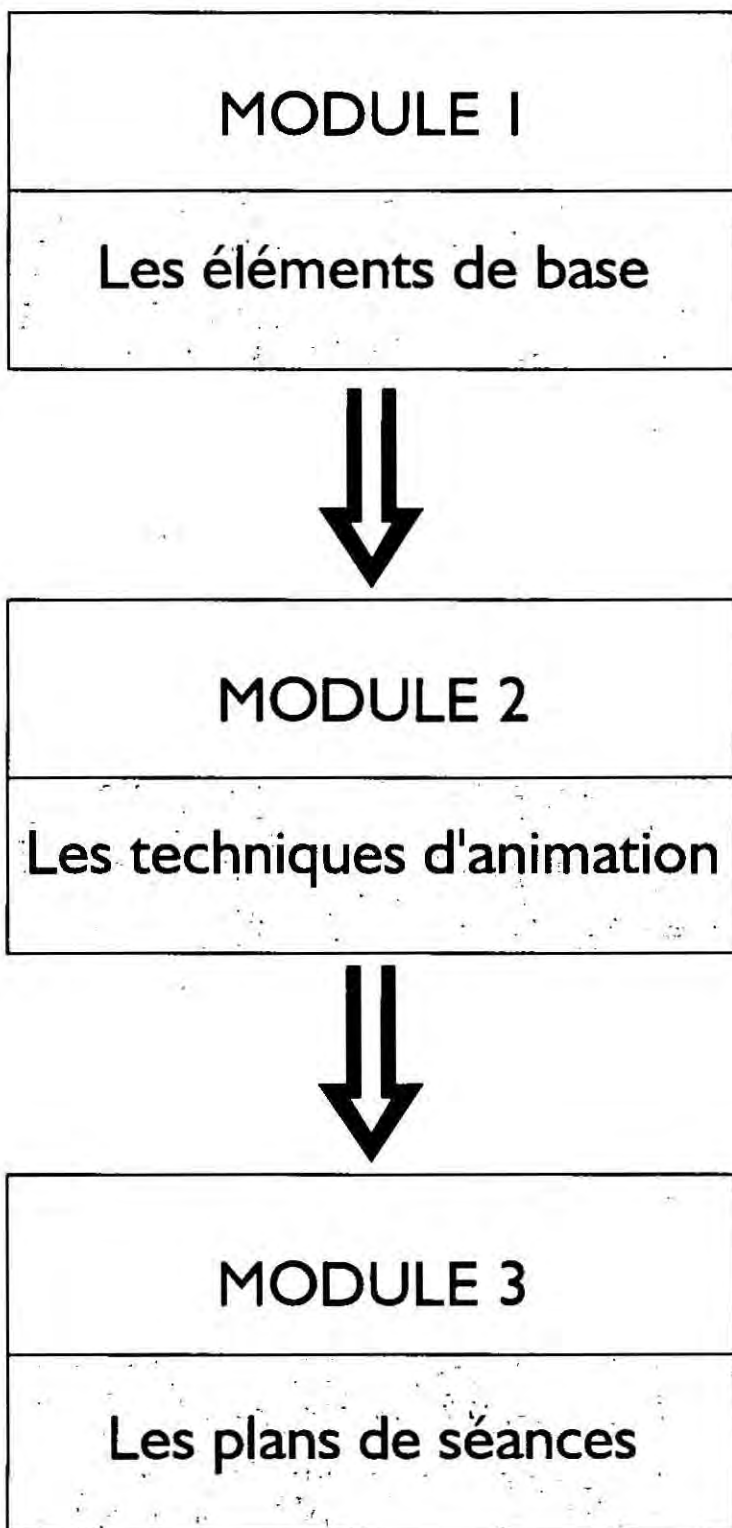 MODULE 1
Les éléments de base
MODULE 2
Les techniques d'animation
MODULE 3
Les plans de séances